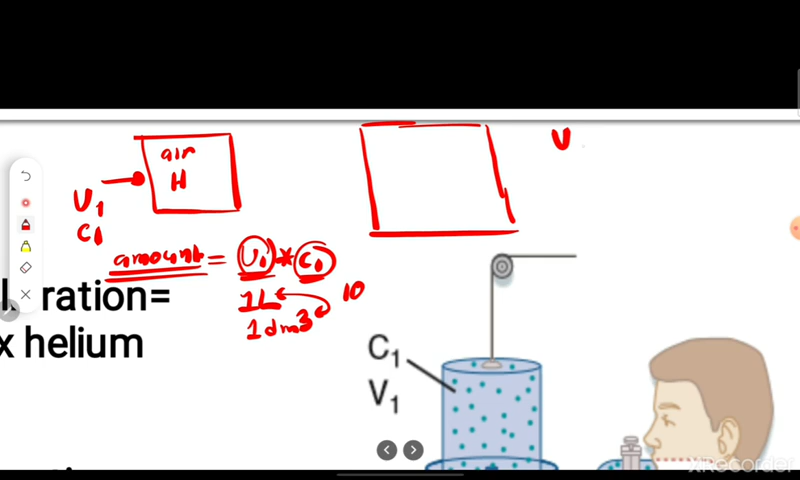 air
H
V
V₁
C₁
amount = V₁ * C₁
1L
10
1dm3
ration=
x helium
C₁
V₁
XRecorder